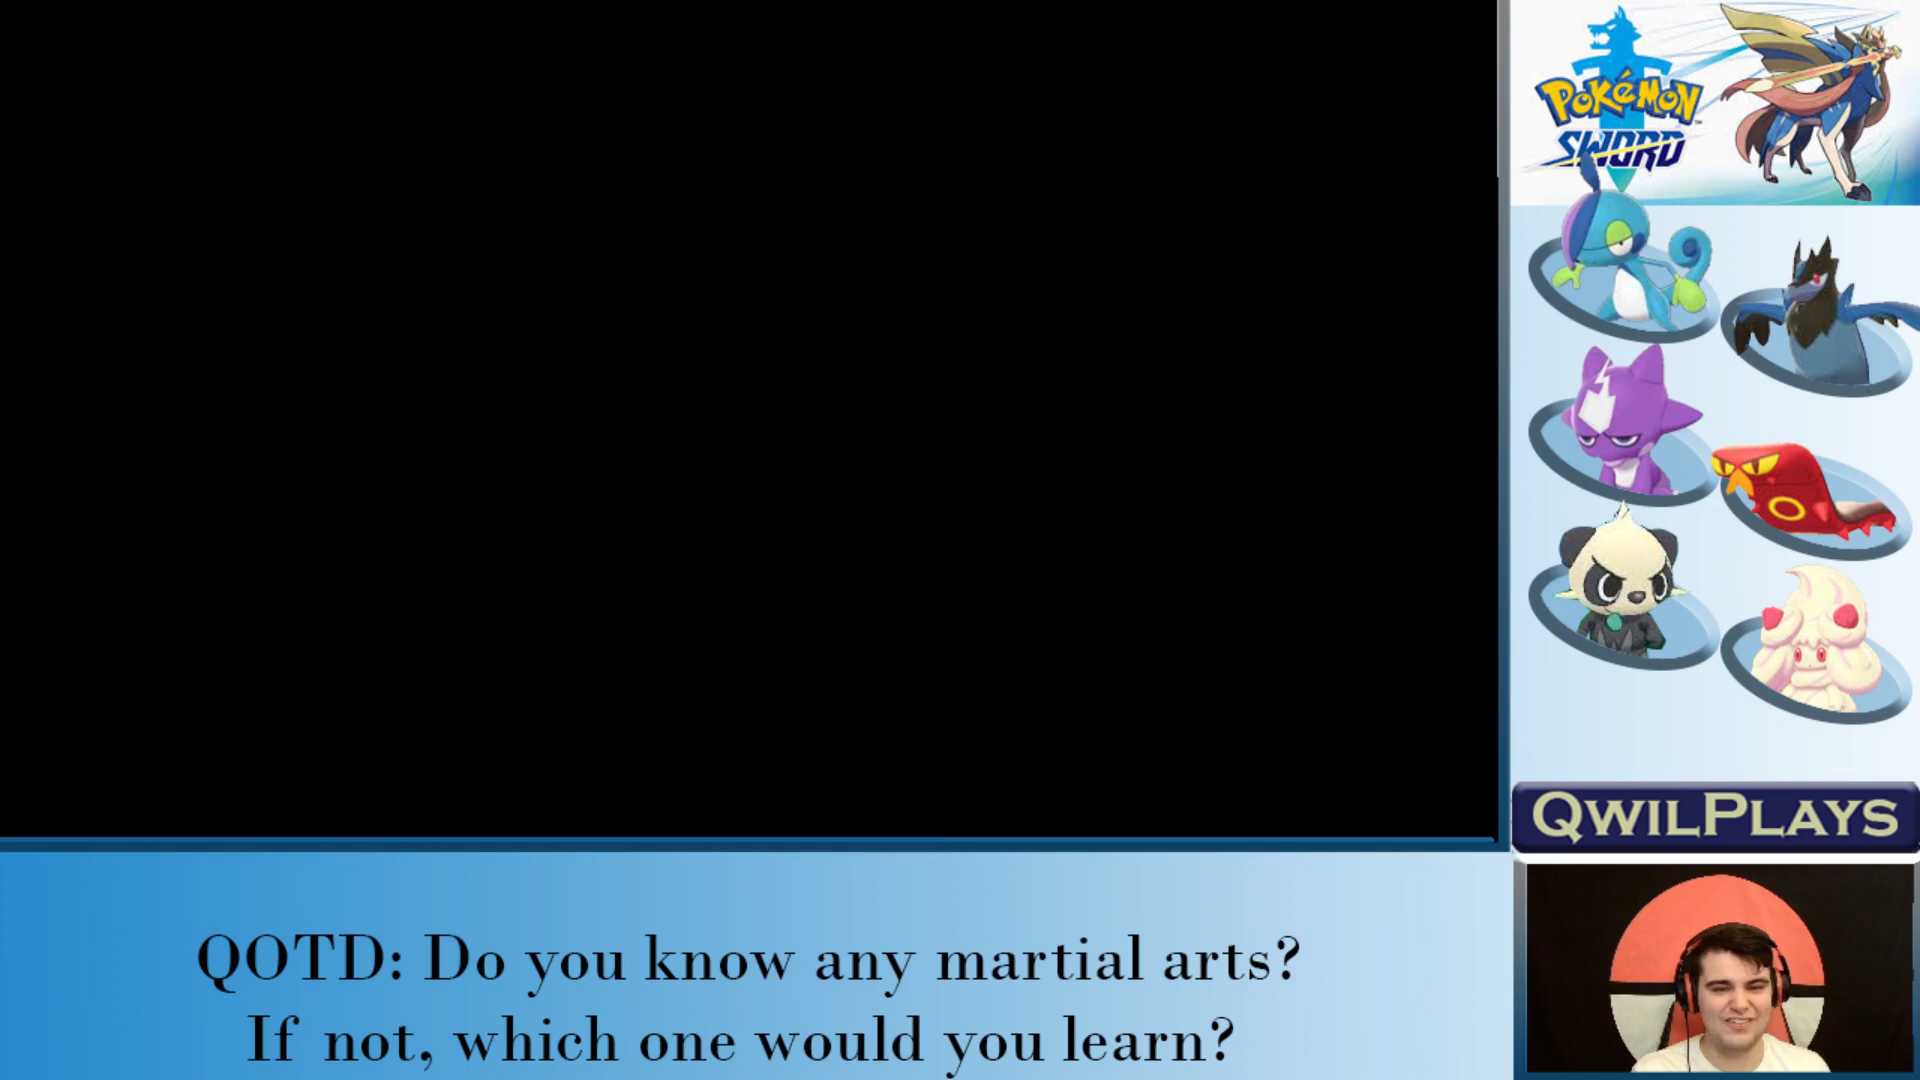 POKéMON
SWORD
QWILPLAYS
QOTD: Do you know any martial arts?
If not, which one would you learn?